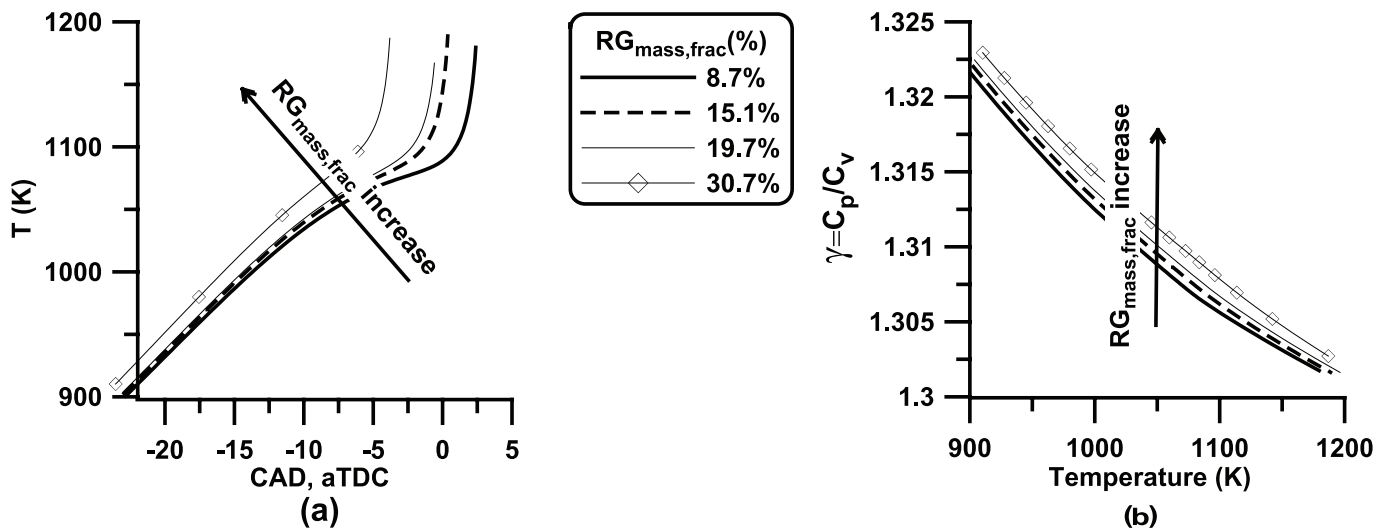 1200
1100
1000
900
T (K)
-20 -15 -10 -5 0 5
CAD, aTDC
(a)
RGmass,frac increase
RGmass,frac(%)
8.7%
15.1%
19.7%
30.7%
1.325
1.32
1.315
1.31
1.305
1.3
γ=Cp/Cv
RGmass,frac increase
900 1000 1100 1200
Temperature (K)
(b)